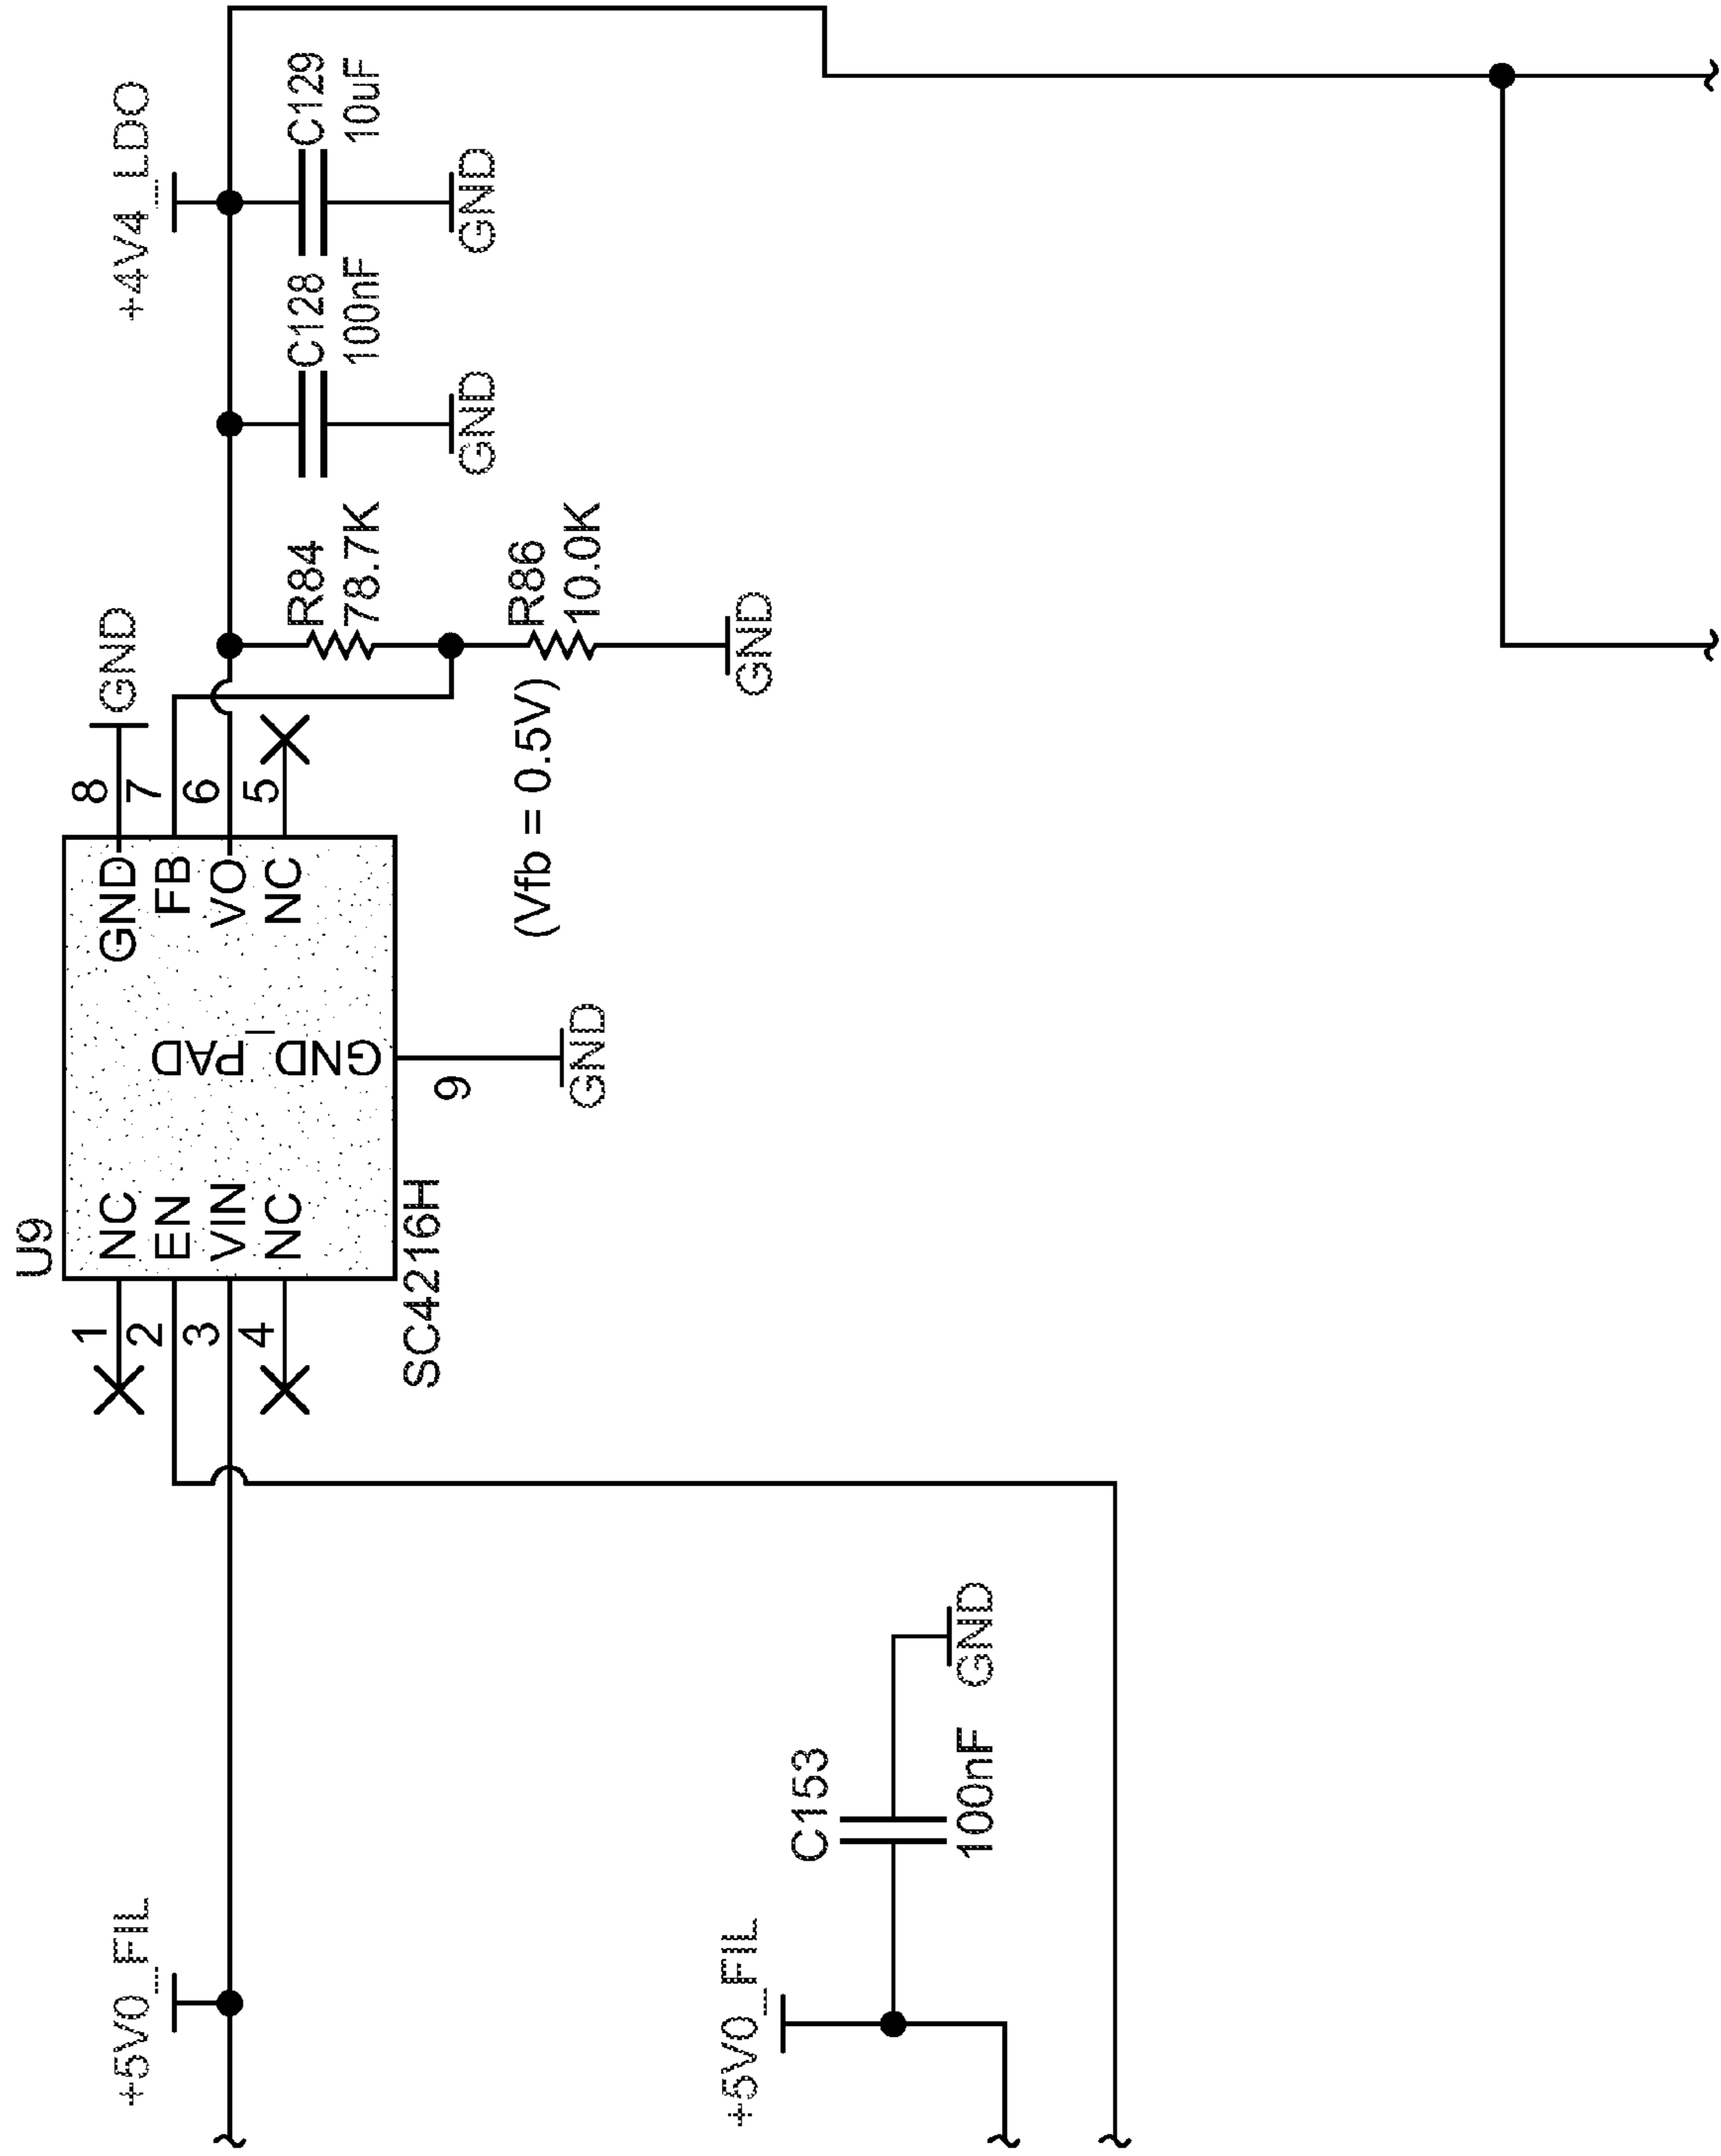 U9
SC4216H
1
NC
2
EN
3
VIN
4
NC
GND
8
FB
7
VO
6
NC
5
GND_PAD
9
GND
GND
+5V0_FIL
+4V4_LDO
R84
78.7K
R86
10.0K
(Vfb = 0.5V)
GND
C128
100nF
GND
C129
10uF
GND
+5V0_FIL
C153
100nF
GND